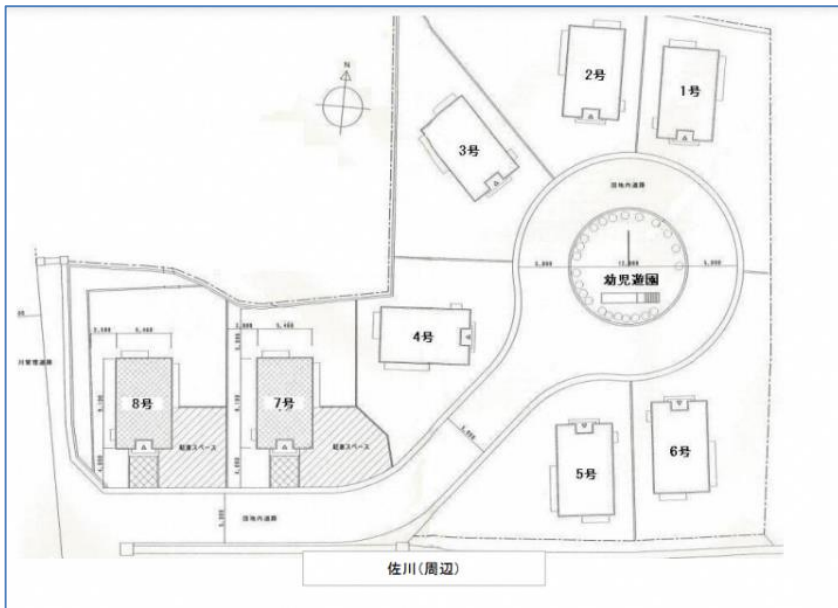 N
2号
1号
3号
団地内道路
5,000
12,000
5,000
幼児遊園
4号
8号
7号
駐車スペース
駐車スペース
5号
6号
団地内道路
佐川(周辺)